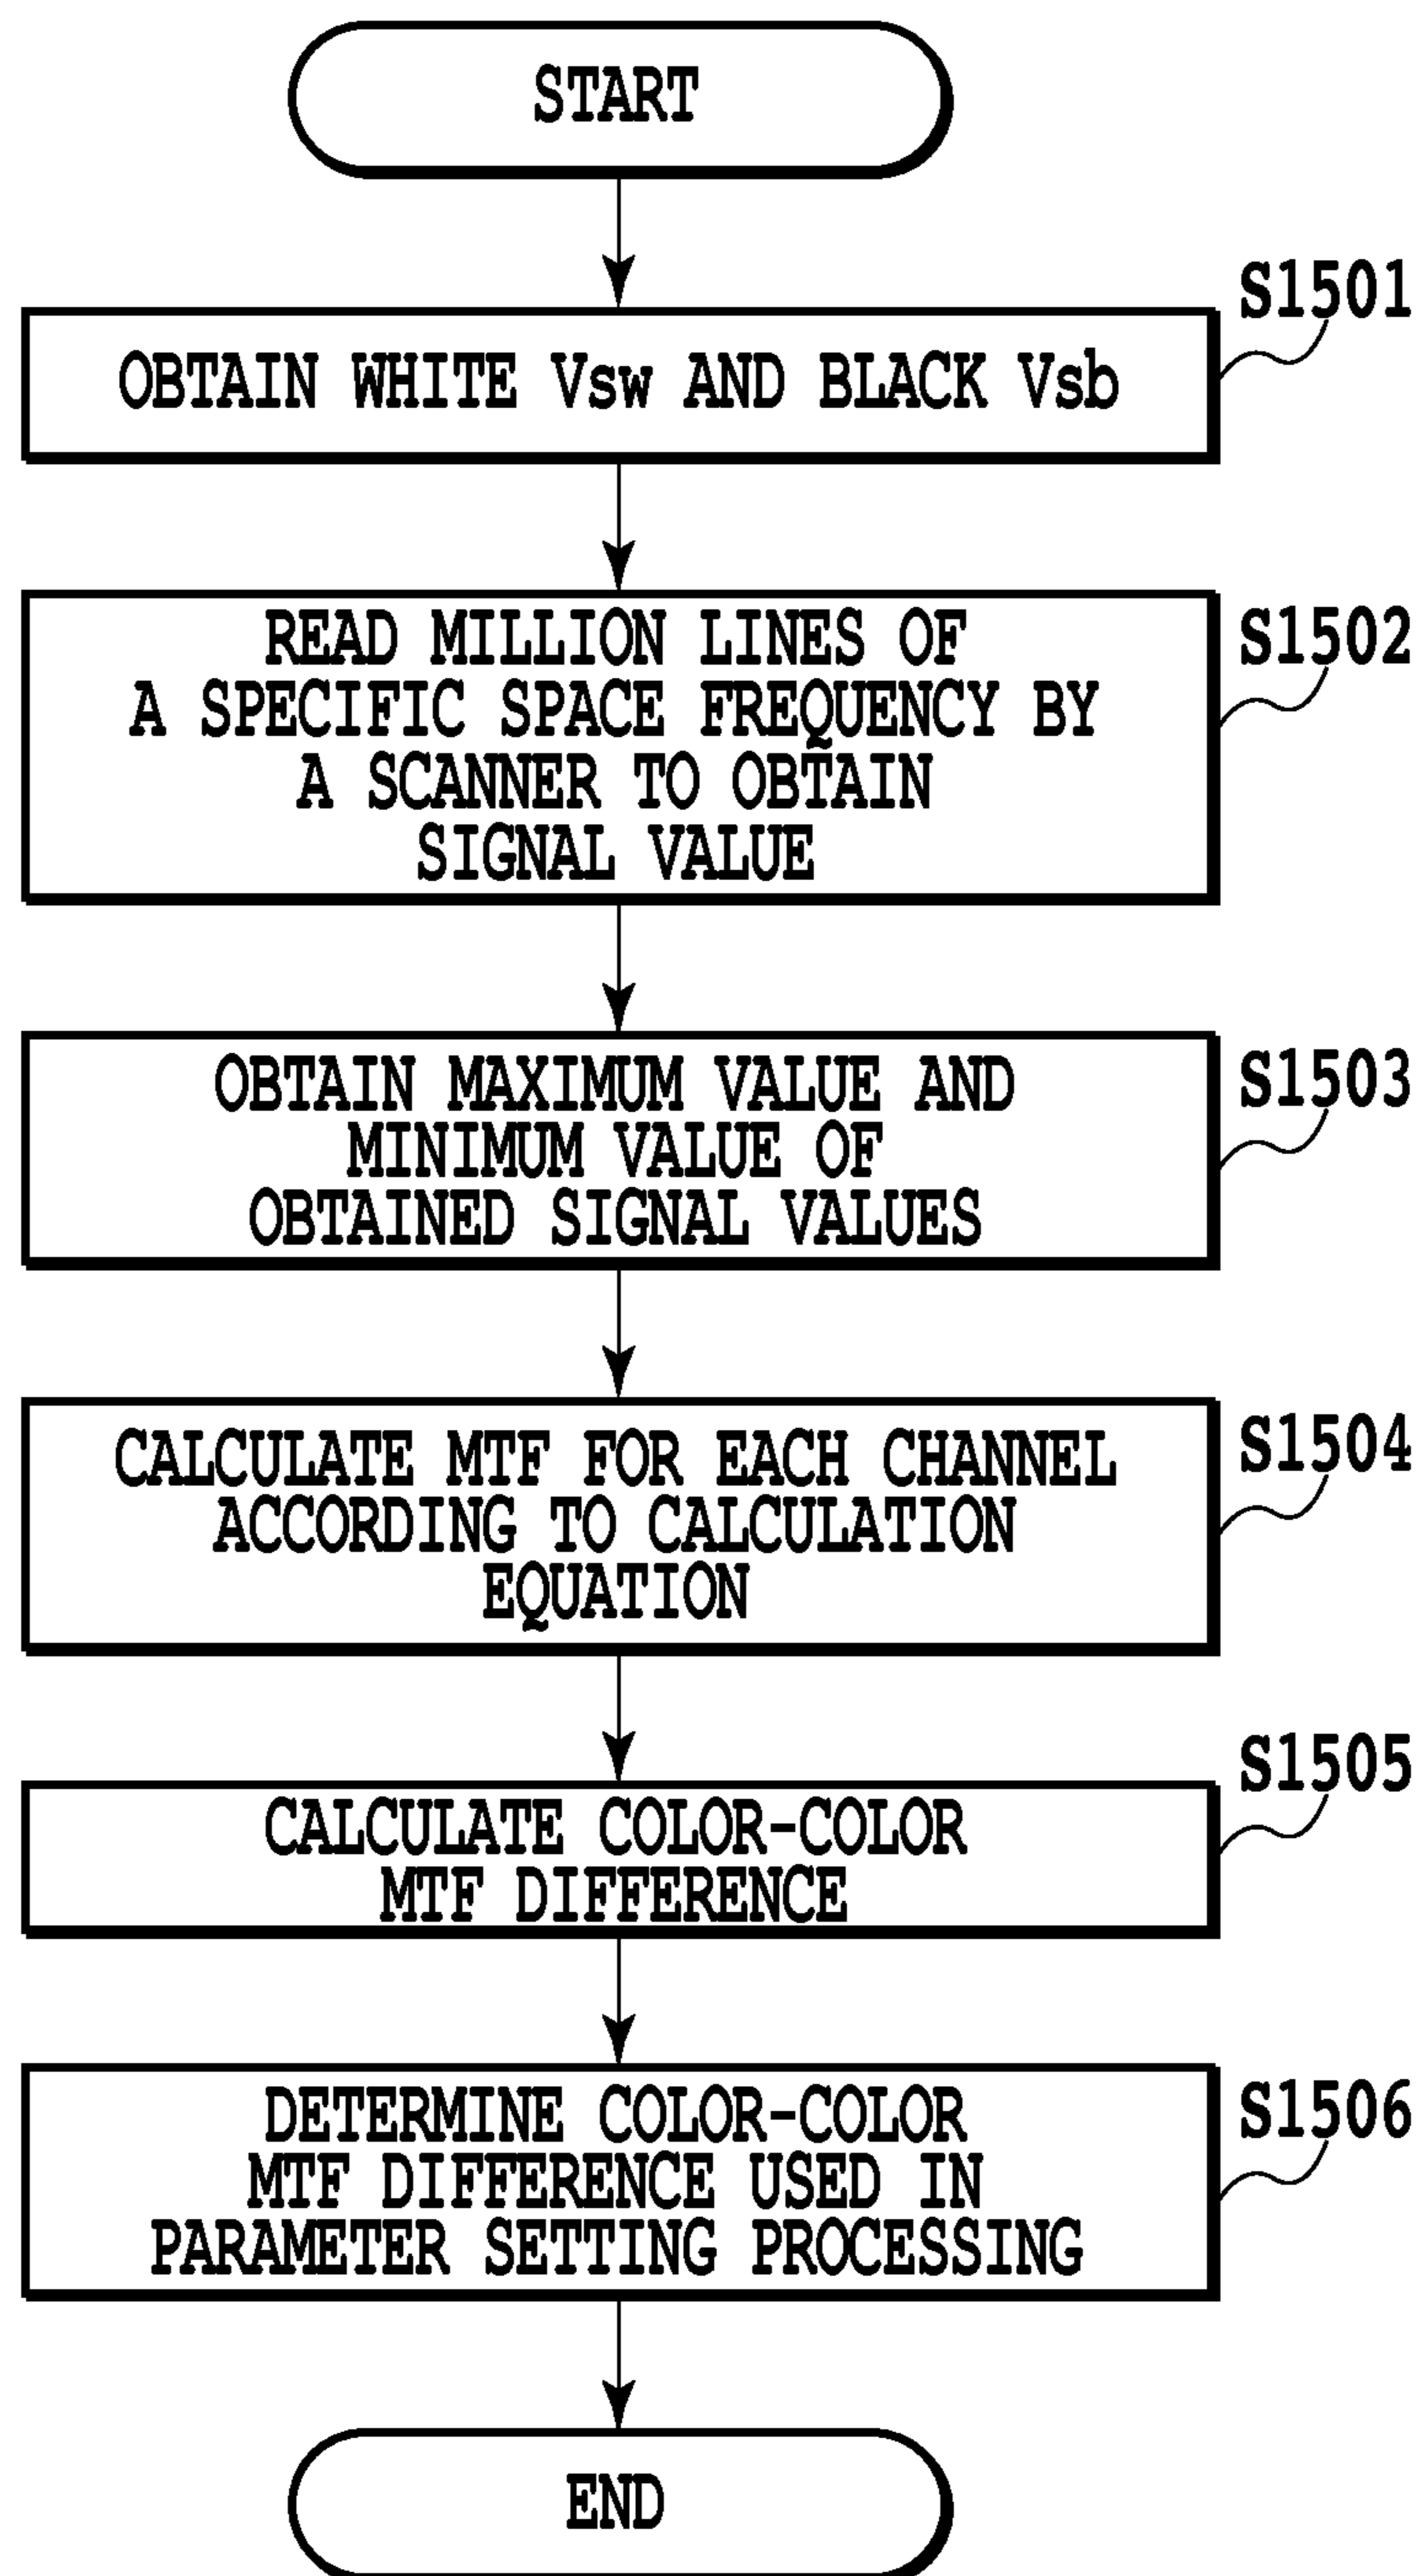 START
S1501
OBTAIN WHITE Vsw AND BLACK Vsb
S1502
READ MILLION LINES OF
A SPECIFIC SPACE FREQUENCY BY
A SCANNER TO OBTAIN
SIGNAL VALUE
S1503
OBTAIN MAXIMUM VALUE AND
MINIMUM VALUE OF
OBTAINED SIGNAL VALUES
S1504
CALCULATE MTF FOR EACH CHANNEL
ACCORDING TO CALCULATION
EQUATION
S1505
CALCULATE COLOR-COLOR
MTF DIFFERENCE
S1506
DETERMINE COLOR-COLOR
MTF DIFFERENCE USED IN
PARAMETER SETTING PROCESSING
END